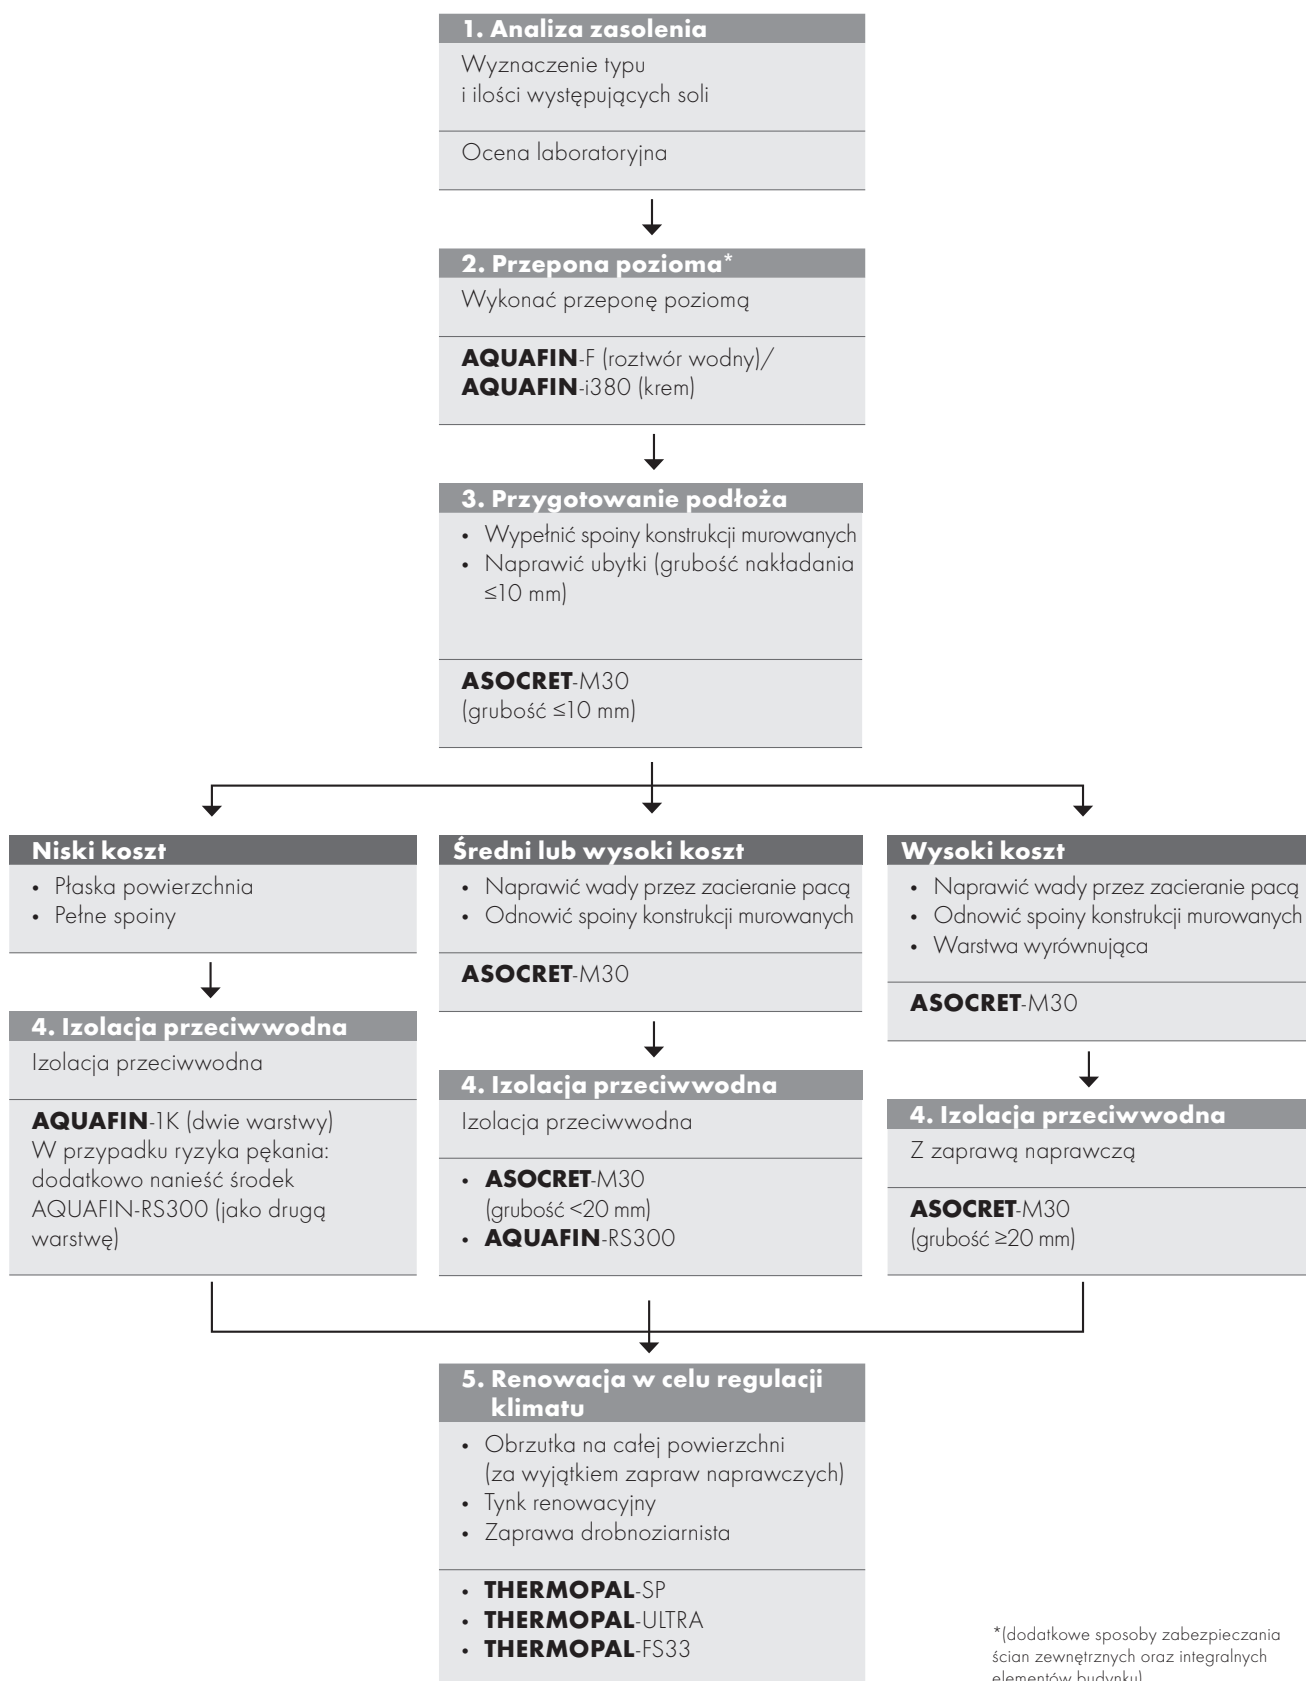 1. Analiza zasolenia
Wyznaczenie typu
i ilości występujących soli
Ocena laboratoryjna
2. Przepona pozioma*
Wykonać przeponę poziomą
AQUAFIN-F (roztwór wodny)/
AQUAFIN-i380 (krem)
3. Przygotowanie podłoża
• Wypełnić spoiny konstrukcji murowanych
• Naprawić ubytki (grubość nakładania
≤10 mm)
ASOCRET-M30
(grubość ≤10 mm)
Niski koszt
• Płaska powierzchnia
• Pełne spoiny
4. Izolacja przeciwwodna
Izolacja przeciwwodna
AQUAFIN-1K (dwie warstwy)
W przypadku ryzyka pękania:
dodatkowo nanieść środek
AQUAFIN-RS300 (jako drugą
warstwę)
Średni lub wysoki koszt
• Naprawić wady przez zacieranie pacą
• Odnowić spoiny konstrukcji murowanych
ASOCRET-M30
4. Izolacja przeciwwodna
Izolacja przeciwwodna
• ASOCRET-M30
(grubość <20 mm)
• AQUAFIN-RS300
Wysoki koszt
• Naprawić wady przez zacieranie pacą
• Odnowić spoiny konstrukcji murowanych
• Warstwa wyrównująca
ASOCRET-M30
4. Izolacja przeciwwodna
Z zaprawą naprawczą
ASOCRET-M30
(grubość ≥20 mm)
5. Renowacja w celu regulacji
klimatu
• Obrzutka na całej powierzchni
(za wyjątkiem zapraw naprawczych)
• Tynk renowacyjny
• Zaprawa drobnoziarnista
• THERMOPAL-SP
• THERMOPAL-ULTRA
• THERMOPAL-FS33
*(dodatkowe sposoby zabezpieczania
ścian zewnętrznych oraz integralnych
elementów budynku)